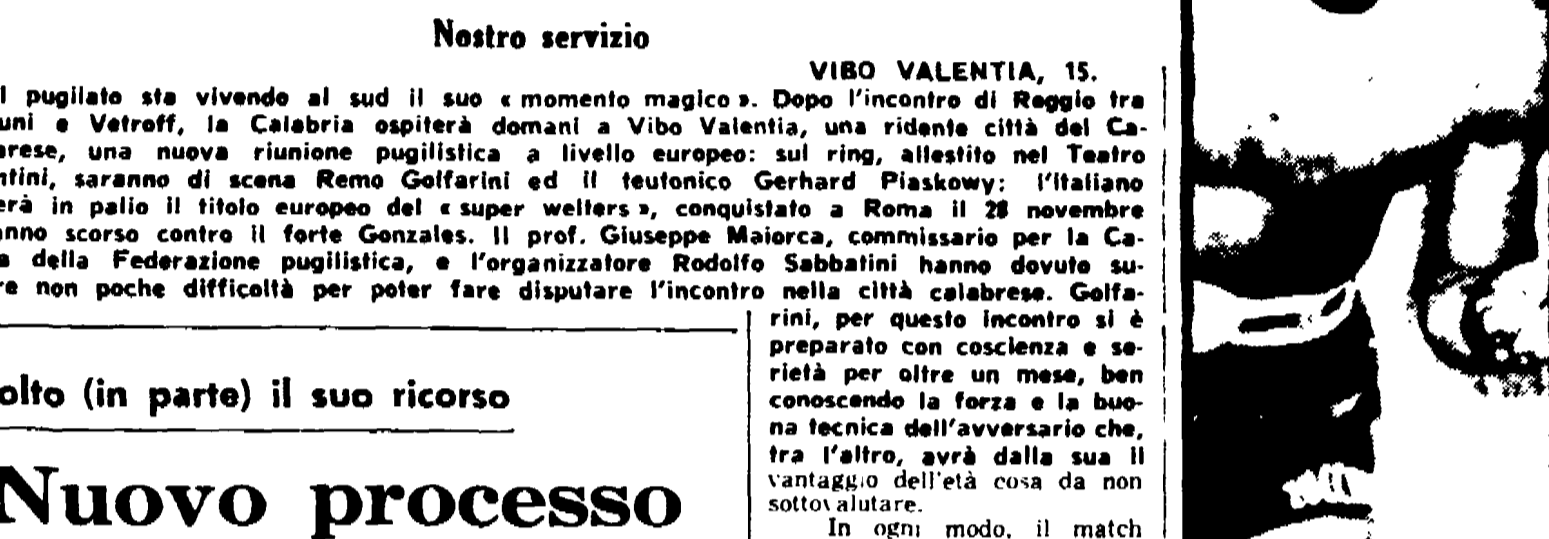 Nostro servizio
VIBO VALENTIA, 15.
l pugilato sta vivendo al sud il suo « momento magico ». Dopo l'incontro di Reggio tra
uni e Vetroff, la Calabria ospiterà domani a Vibo Valentia, una ridente città del Ca-
arese, una nuova riunione pugilistica a livello europeo: sul ring, allestito nel Teatro
ntini, saranno di scena Remo Golfarini ed il teutonico Gerhard Piaskowy: l'italiano
erà in palio il titolo europeo dei « super welters », conquistato a Roma il 28 novembre
anno scorso contro il forte Gonzales. Il prof. Giuseppe Maiorca, commissario per la Ca-
a della Federazione pugilistica, e l'organizzatore Rodolfo Sabbatini hanno dovuto su-
re non poche difficoltà per poter fare disputare l'incontro nella città calabrese. Golfa-
rini, per questo incontro si è
preparato con coscienza e se-
rietà per oltre un mese, ben
conoscendo la forza e la buo-
na tecnica dell'avversario che,
tra l'altro, avrà dalla sua il
vantaggio dell'età cosa da non
sottovalutare.
In ogni modo, il match
olto (in parte) il suo ricorso
Nuovo processo